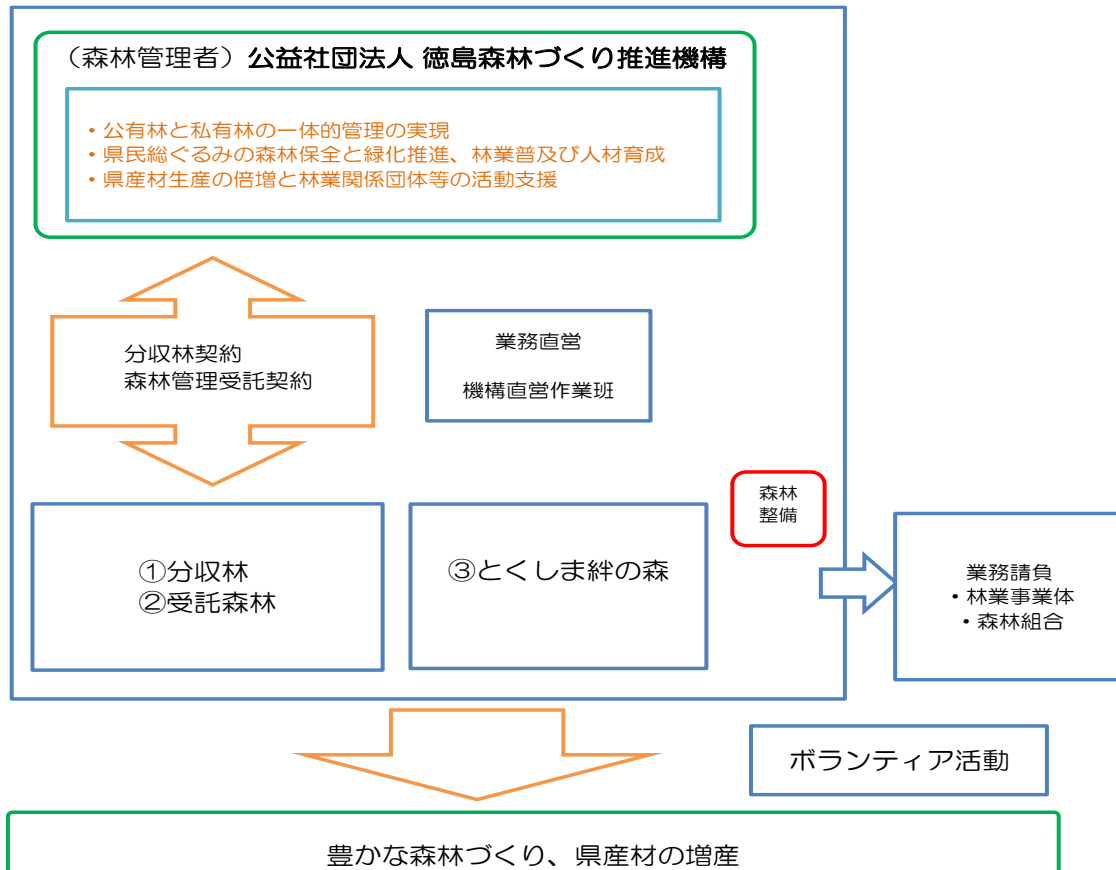 （森林管理者）公益社団法人 徳島森林づくり推進機構
・公有林と私有林の一体的管理の実現
・県民総ぐるみの森林保全と緑化推進、林業普及び人材育成
・県産材生産の倍増と林業関係団体等の活動支援
分収林契約
森林管理受託契約
業務直営
機構直営作業班
①分収林
②受託森林
③とくしま絆の森
森林
整備
業務請負
・林業事業体
・森林組合
ボランティア活動
豊かな森林づくり、県産材の増産